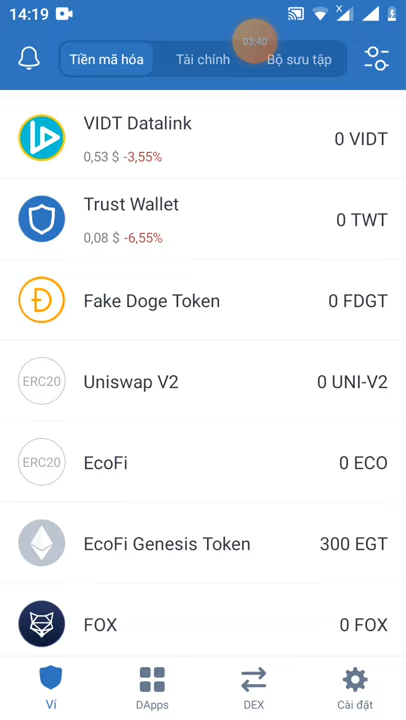 14:19
03:40
Tiền mã hóa Tài chính Bộ sưu tập
VIDT Datalink
0 VIDT
0,53 $ -3,55%
Trust Wallet
0 TWT
0,08 $ -6,55%
Fake Doge Token 0 FDGT
ERC20 Uniswap V2 0 UNI-V2
ERC20 EcoFi 0 ECO
EcoFi Genesis Token 300 EGT
FOX 0 FOX
Ví DApps DEX Cài đặt